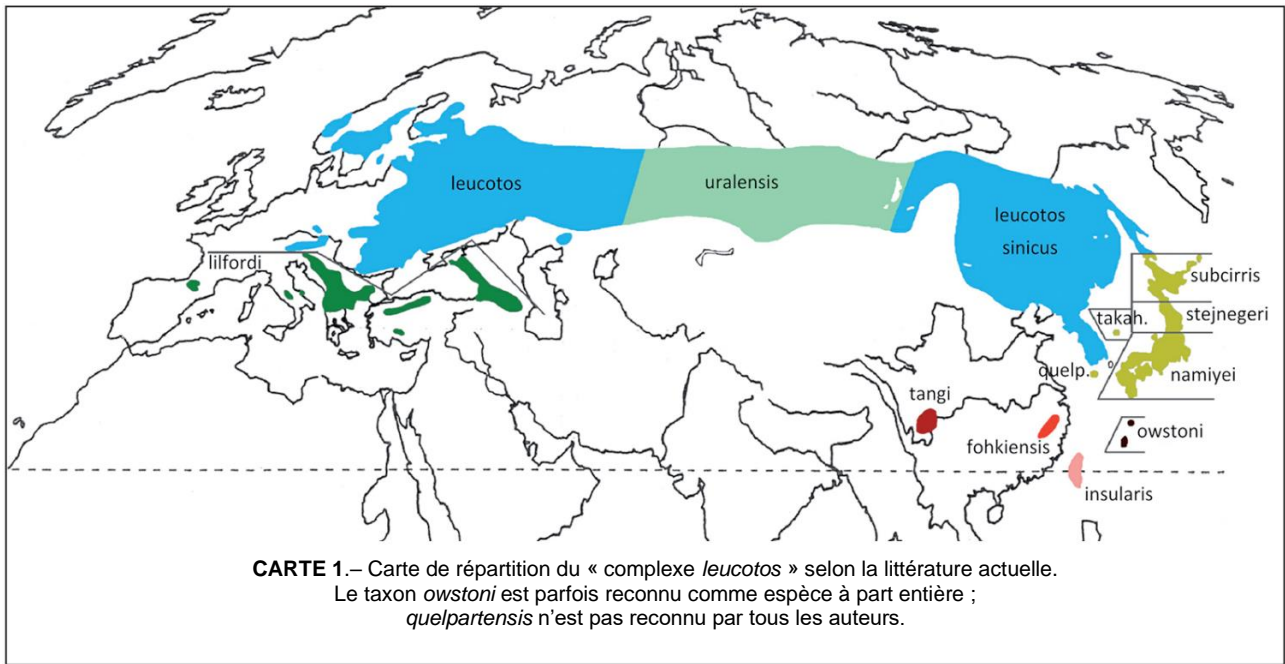 leucotos
uralensis
leucotos
sinicus
lilfordi
subcirris
takah.
stejnegeri
quelp.
namiyei
tangi
fohkiensis
owstoni
insularis
CARTE 1.– Carte de répartition du « complexe leucotos » selon la littérature actuelle.
Le taxon owstoni est parfois reconnu comme espèce à part entière ;
quelpartensis n’est pas reconnu par tous les auteurs.